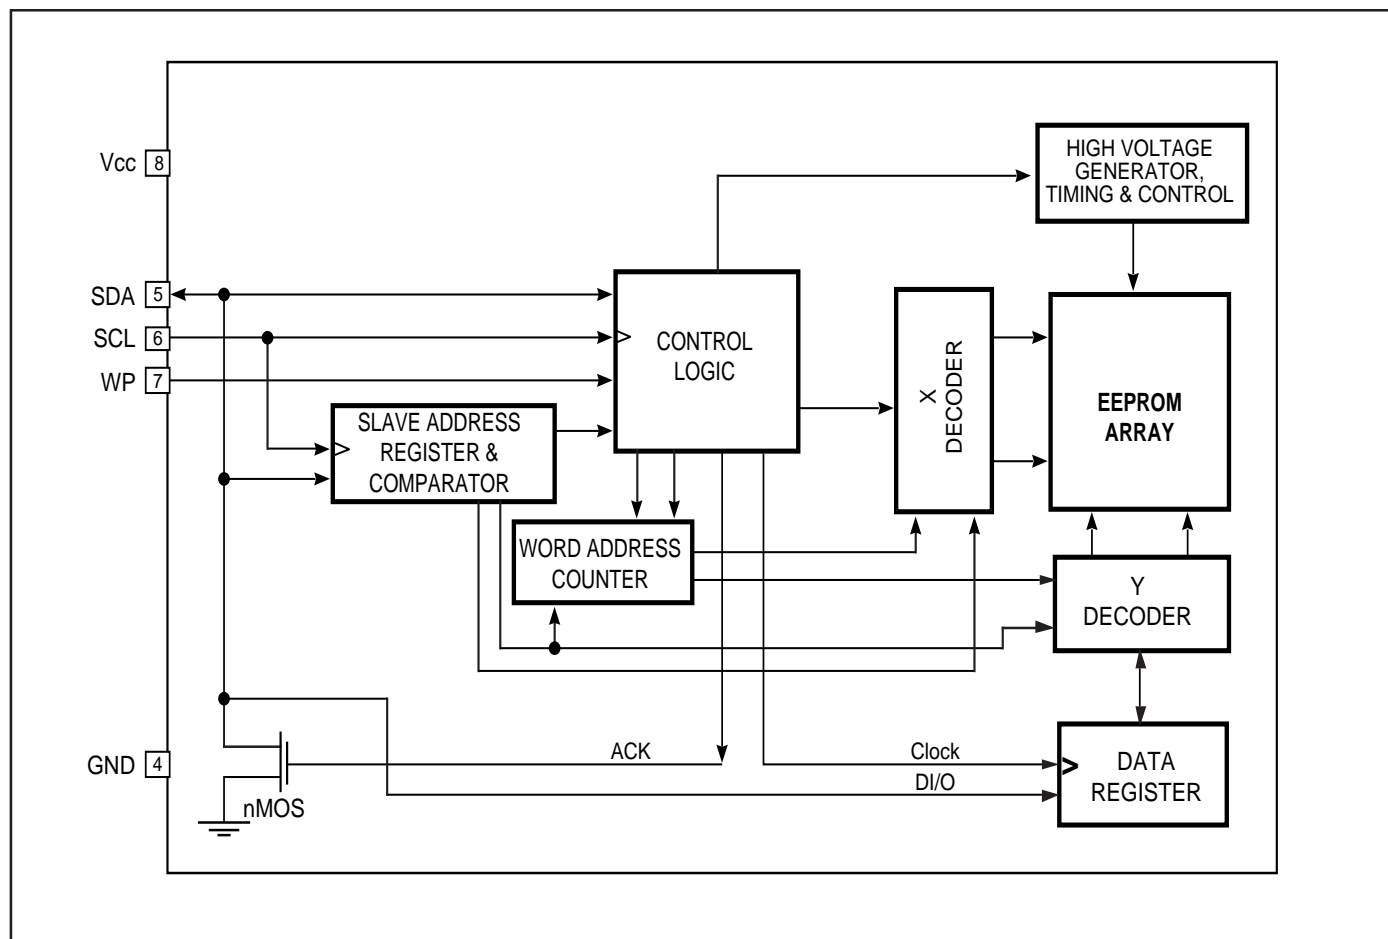 HIGH VOLTAGE
GENERATOR,
TIMING & CONTROL
Vcc 8
SDA 5
SCL 6
WP 7
CONTROL
LOGIC
X
DECODER
EEPROM
ARRAY
SLAVE ADDRESS
REGISTER &
COMPARATOR
WORD ADDRESS
COUNTER
Y
DECODER
GND 4
nMOS
ACK
Clock
DI/O
DATA
REGISTER